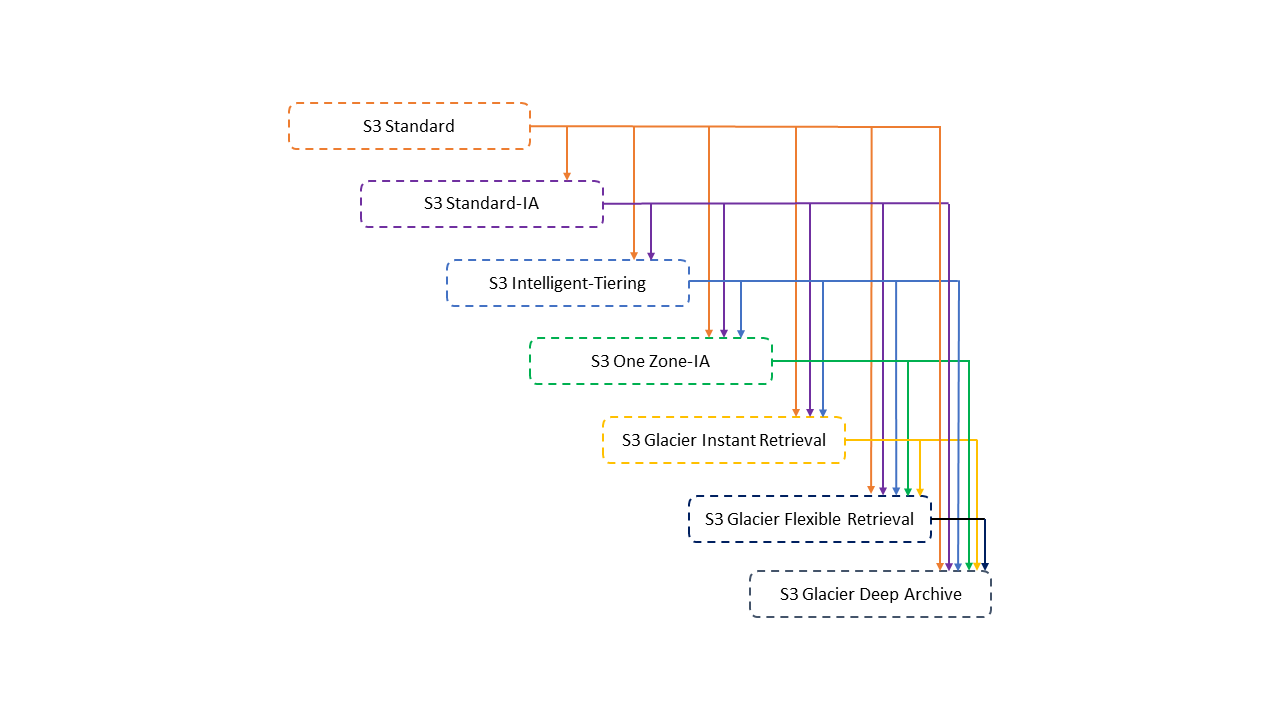 S3 Standard
S3 Standard-IA
S3 Intelligent-Tiering
S3 One Zone-IA
S3 Glacier Instant Retrieval
S3 Glacier Flexible Retrieval
S3 Glacier Deep Archive